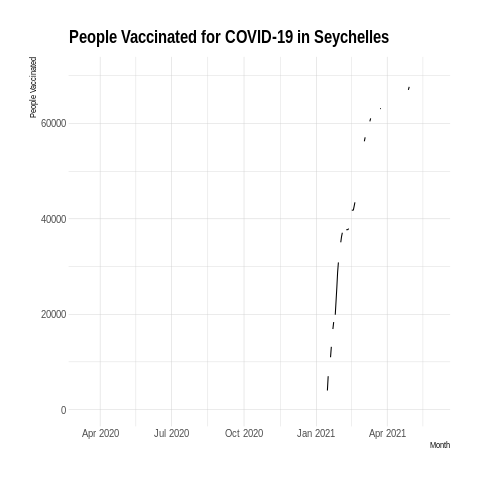 People Vaccinated for COVID-19 in Seychelles
People Vaccinated
60000
40000
20000
0
Apr 2020 Jul 2020 Oct 2020 Jan 2021 Apr 2021
Month